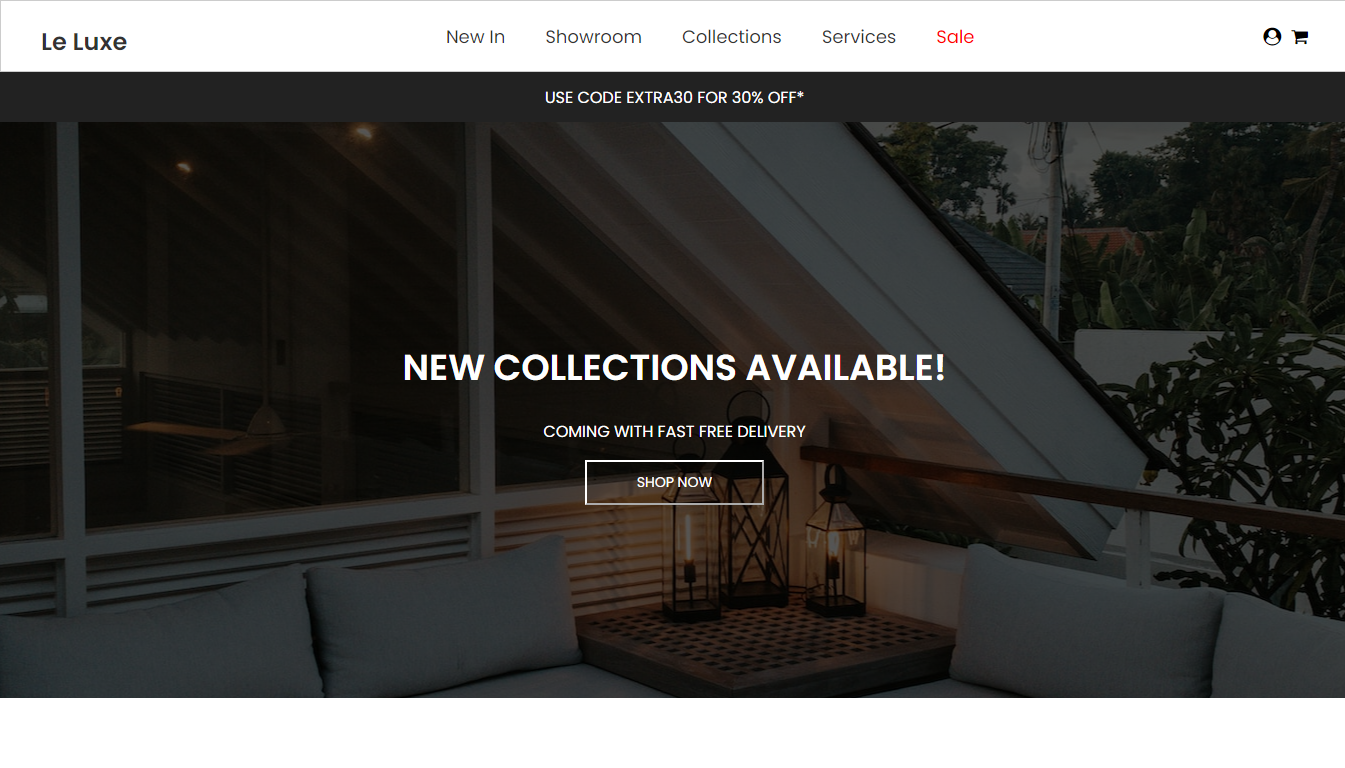 Le Luxe
New In Showroom Collections Services Sale
USE CODE EXTRA30 FOR 30% OFF*
NEW COLLECTIONS AVAILABLE!
COMING WITH FAST FREE DELIVERY
SHOP NOW